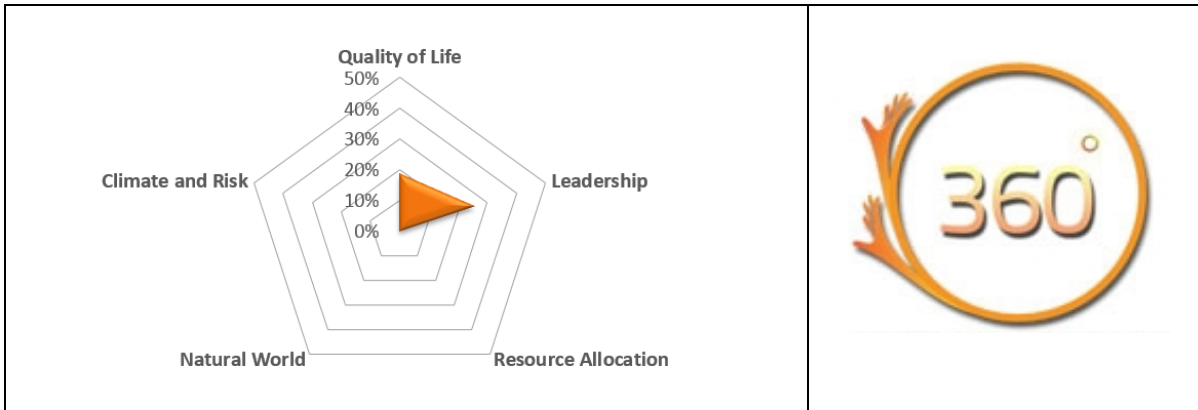 Quality of Life
50%
40%
30%
20%
10%
0%
Climate and Risk
Leadership
Natural World
Resource Allocation
360°